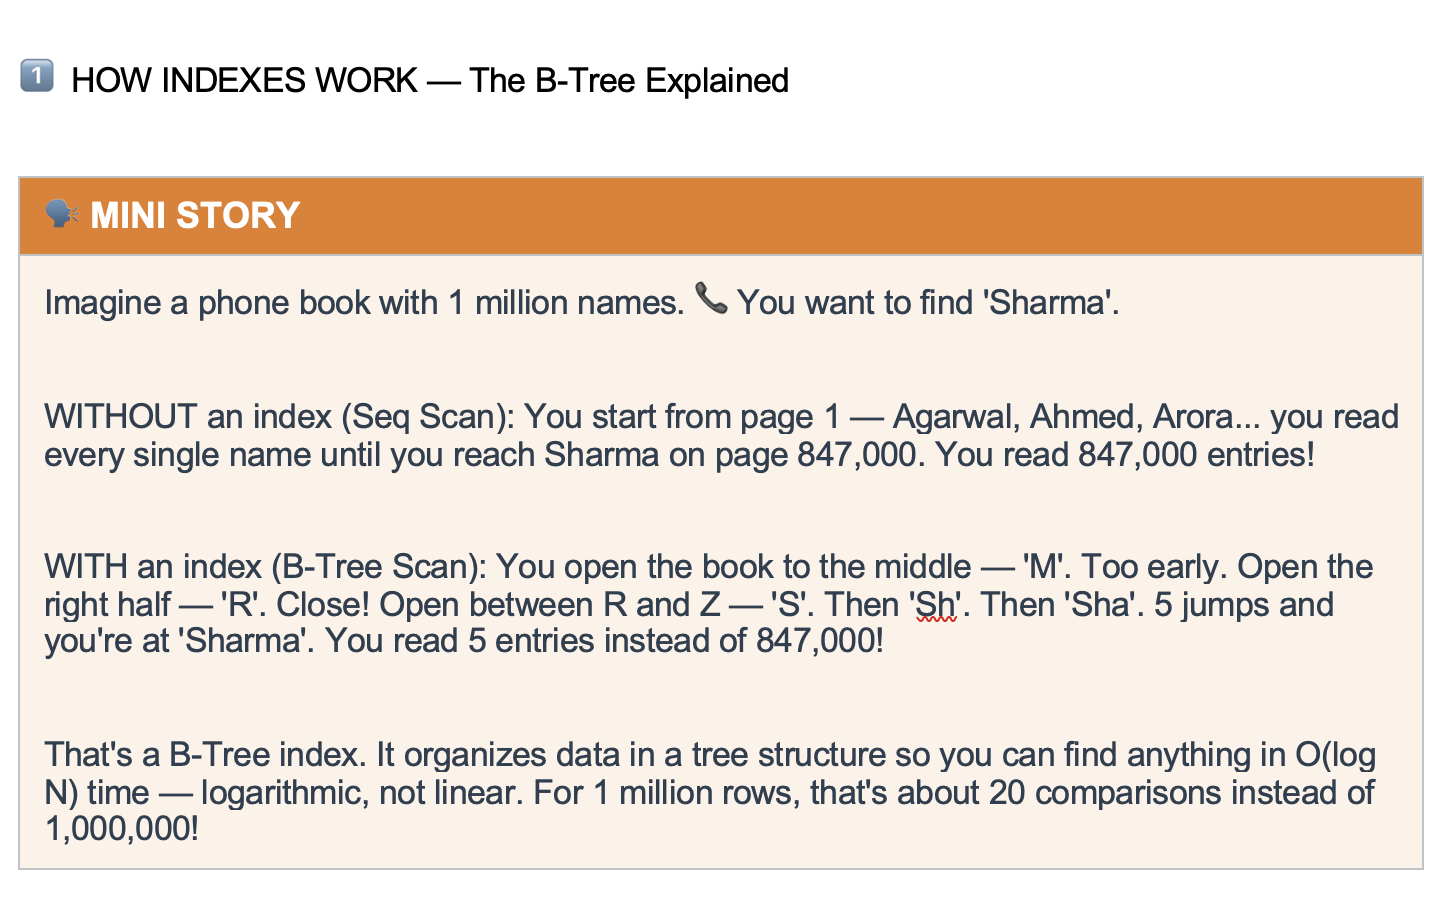 1 HOW INDEXES WORK — The B-Tree Explained
MINI STORY
Imagine a phone book with 1 million names. 📞 You want to find 'Sharma'.
WITHOUT an index (Seq Scan): You start from page 1 — Agarwal, Ahmed, Arora... you read
every single name until you reach Sharma on page 847,000. You read 847,000 entries!
WITH an index (B-Tree Scan): You open the book to the middle — 'M'. Too early. Open the
right half — 'R'. Close! Open between R and Z — 'S'. Then 'Sh'. Then 'Sha'. 5 jumps and
you're at 'Sharma'. You read 5 entries instead of 847,000!
That's a B-Tree index. It organizes data in a tree structure so you can find anything in O(log
N) time — logarithmic, not linear. For 1 million rows, that's about 20 comparisons instead of
1,000,000!